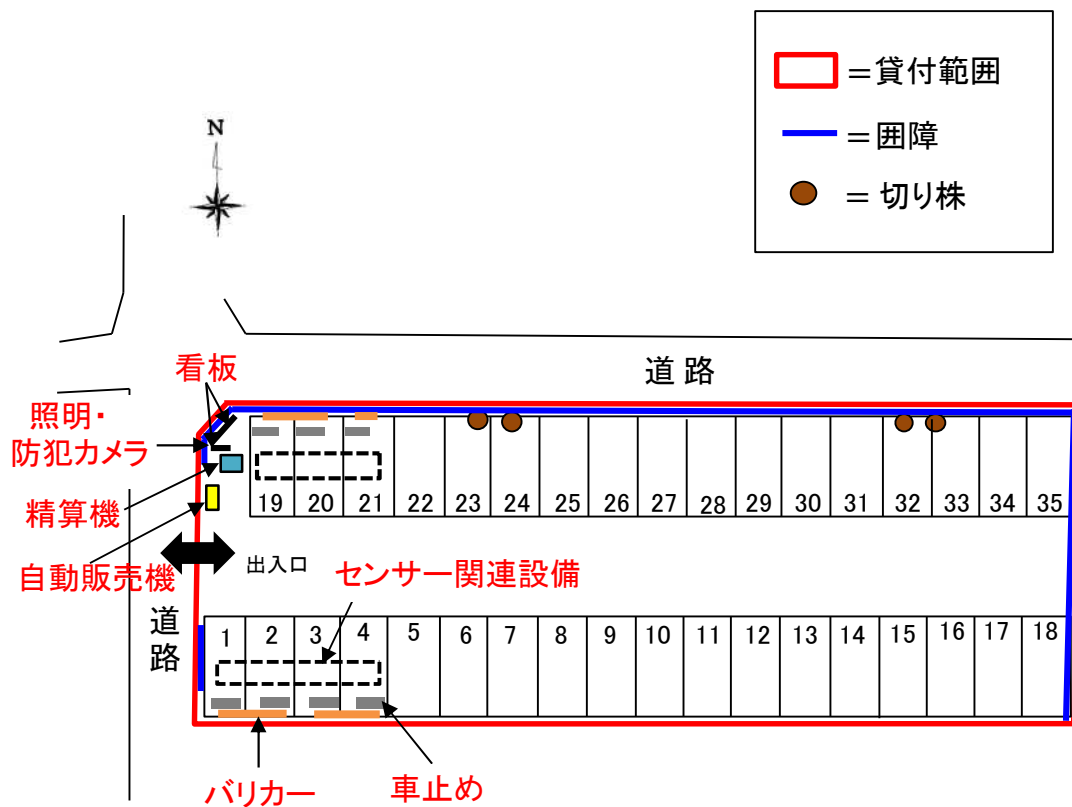 ＝貸付範囲
＝囲障
＝ 切り株
N
道 路
看板
照明・
防犯カメラ
精算機
自動販売機
19 20 21 22 23 24 25 26 27 28 29 30 31 32 33 34 35
出入口
センサー関連設備
道
路
1 2 3 4 5 6 7 8 9 10 11 12 13 14 15 16 17 18
バリカー
車止め